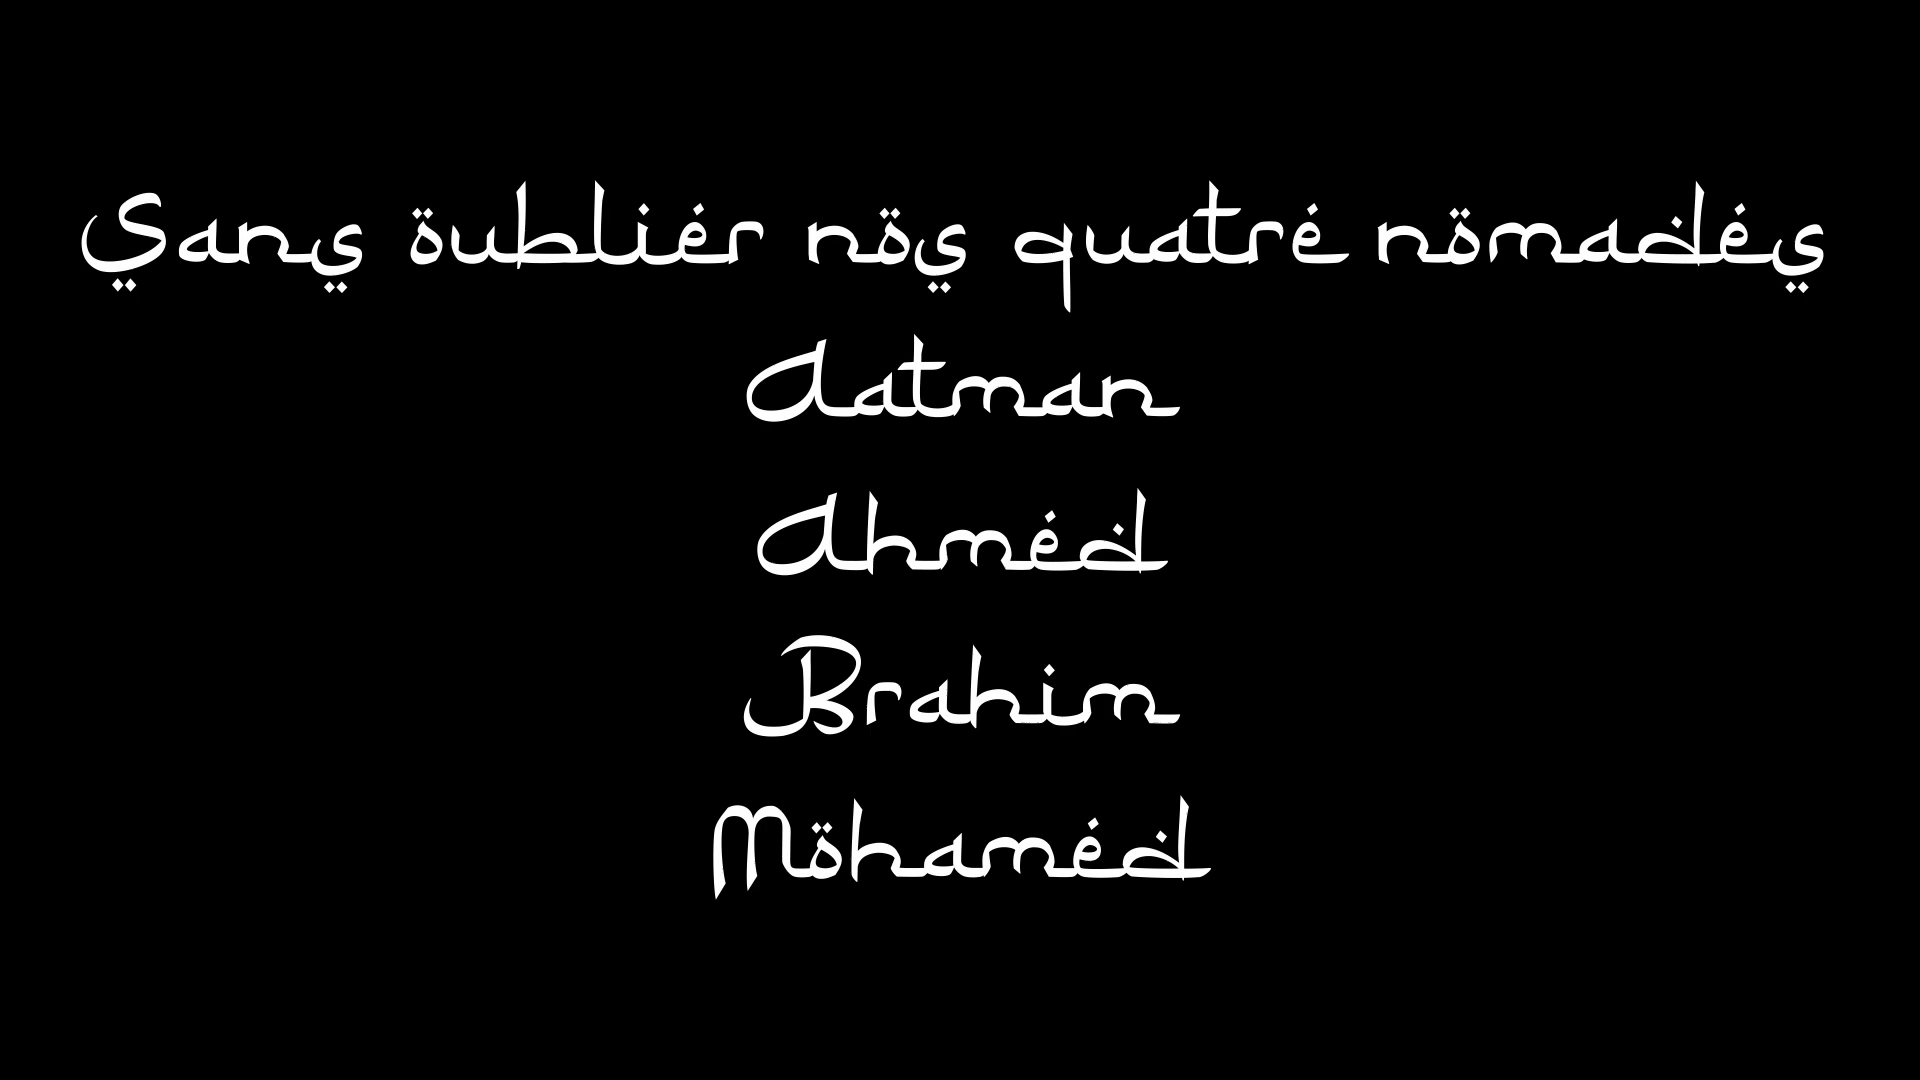 Sans oublier nos quatre nomades
Aatman
Ahmed
Brahim
Mohamed